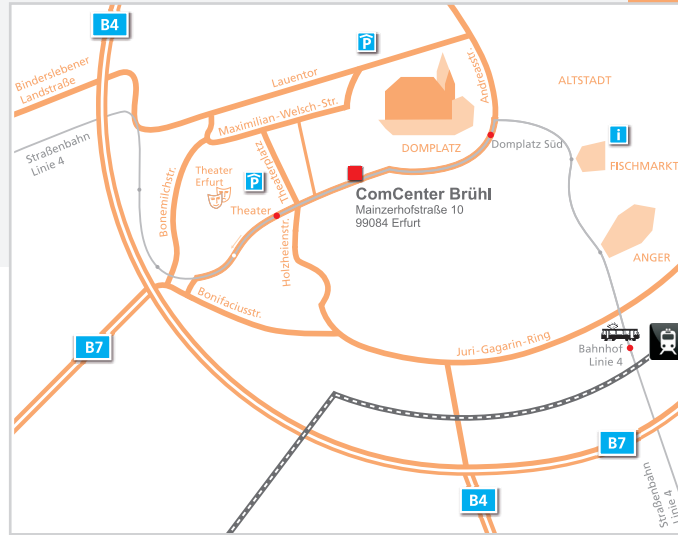 B4
P
Binderslebener
Landstraße
Lauentor
Andreasstr.
ALTSTADT
Maximilian-Welsch-Str.
Straßenbahn
Linie 4
DOMPLATZ
Domplatz Süd
i
FISCHMARKT
Bonemilchstr.
Theater
Erfurt
P
Theaterplatz
Theater
ComCenter Brühl
Mainzerhofstraße 10
99084 Erfurt
Holzheienstr.
ANGER
Bonifaciusstr.
B7
Juri-Gagarin-Ring
Bahnhof
Linie 4
B7
B4
Straßenbahn
Linie 4